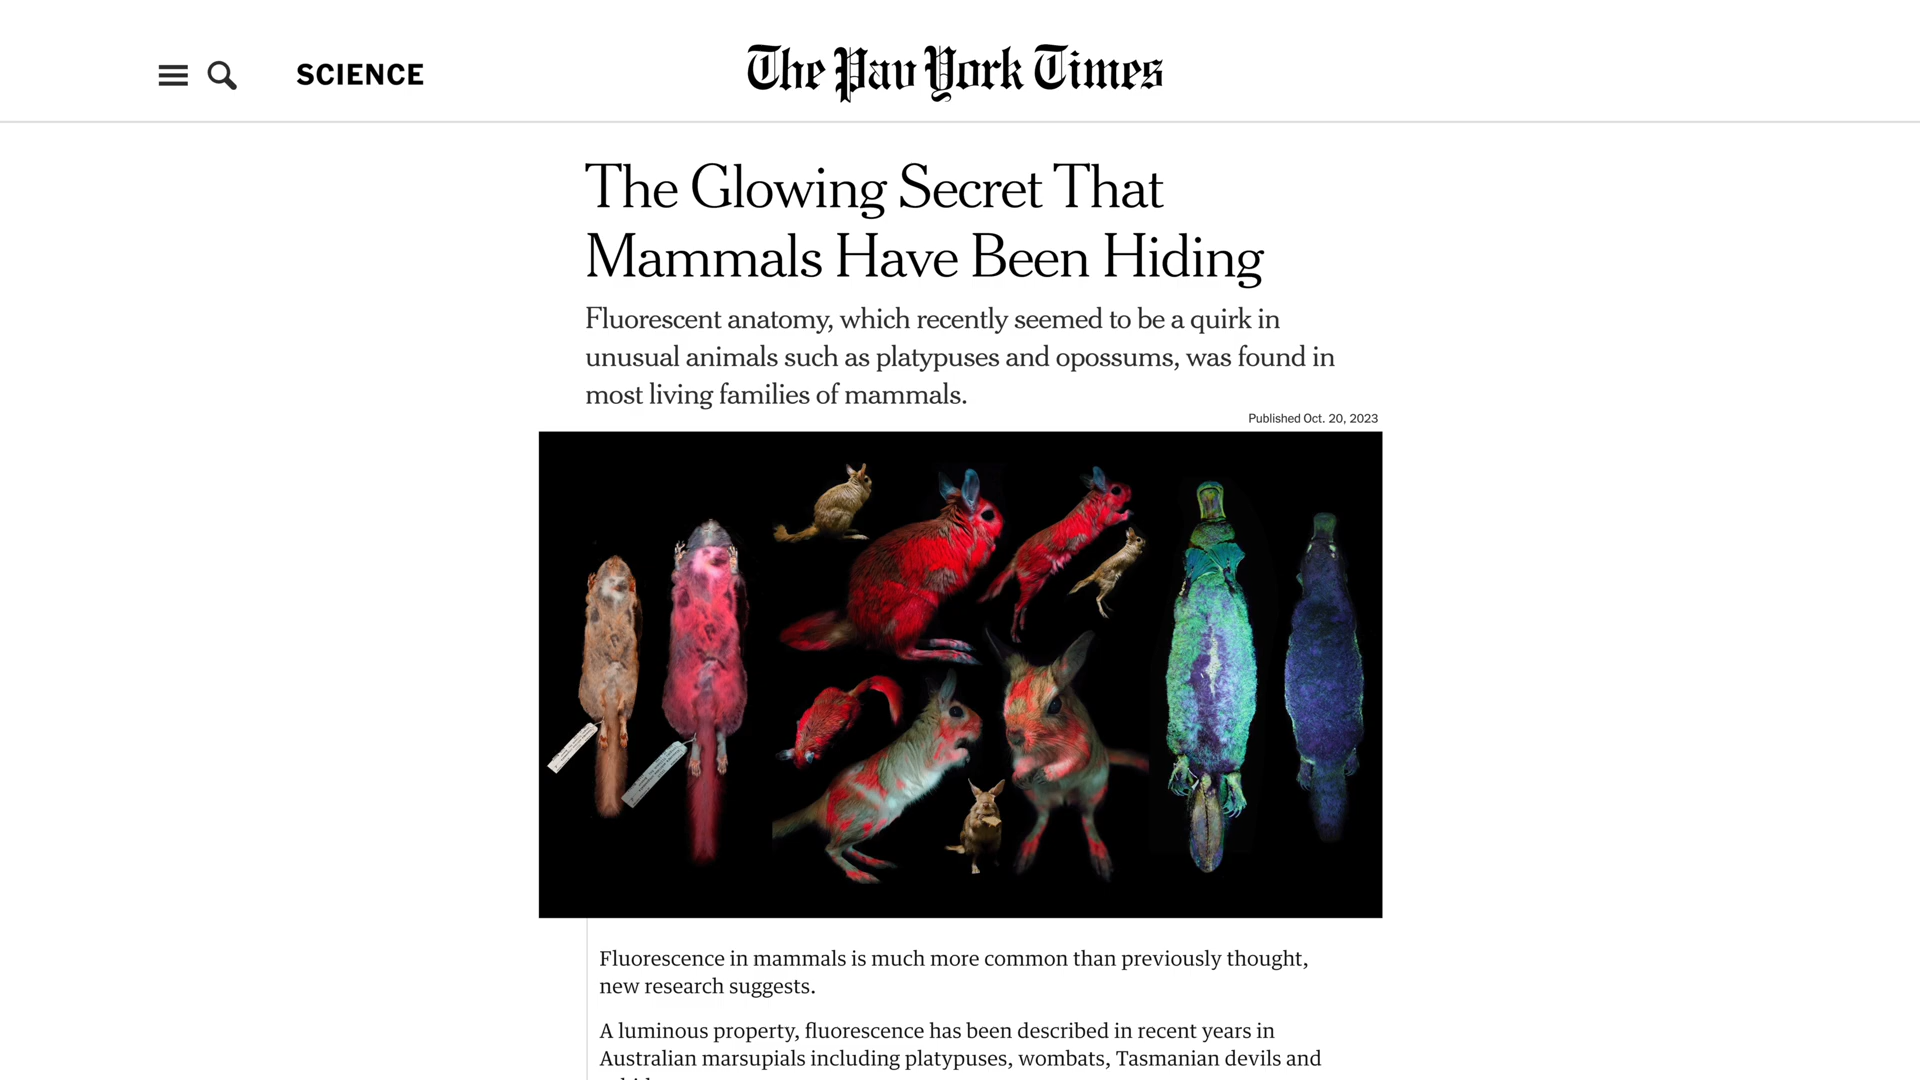 SCIENCE
The Pav York Times
The Glowing Secret That
Mammals Have Been Hiding
Fluorescent anatomy, which recently seemed to be a quirk in
unusual animals such as platypuses and opossums, was found in
most living families of mammals.
Published Oct. 20, 2023
Fluorescence in mammals is much more common than previously thought,
new research suggests.
A luminous property, fluorescence has been described in recent years in
Australian marsupials including platypuses, wombats, Tasmanian devils and